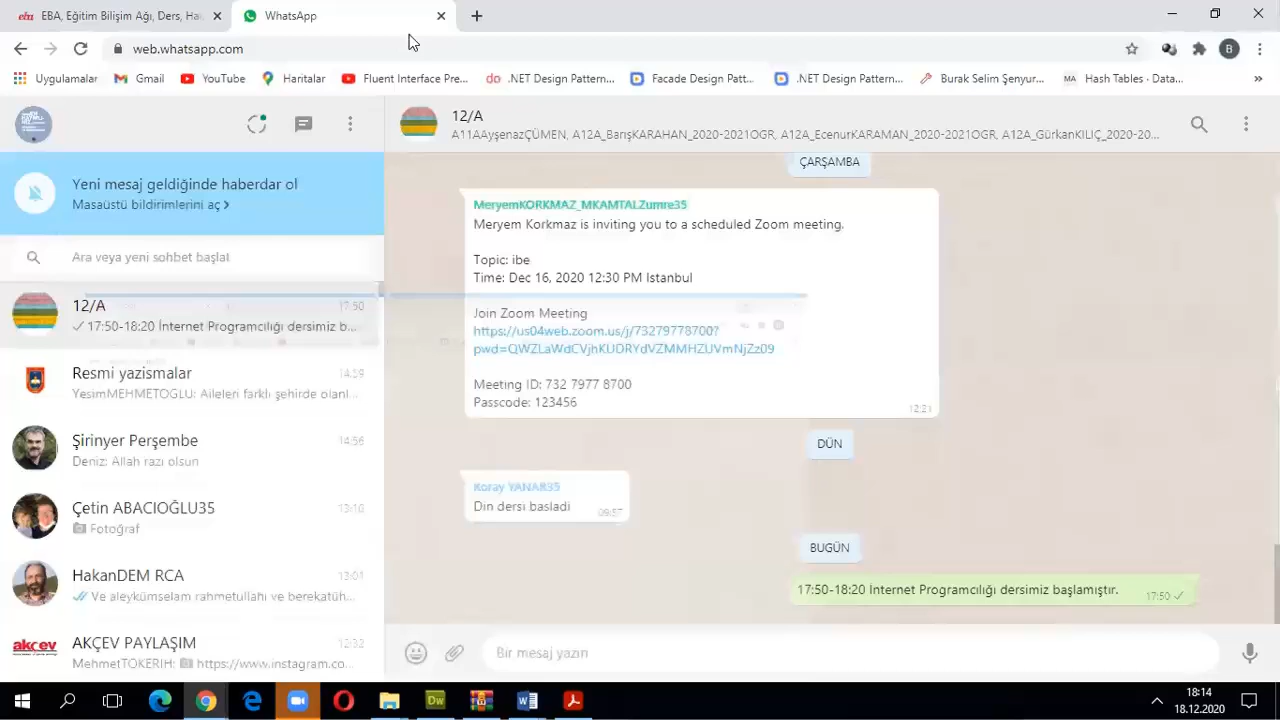 EBA, Eğitim Bilişim Ağı, Ders, Ha
WhatsApp
web.whatsapp.com
B
Uygulamalar
Gmail
YouTube
Haritalar
Fluent Interface Pre...
.NET Design Pattern...
Facade Design Patt...
.NET Design Pattern...
Burak Selim Şenyur...
Hash Tables - Data...
12/A
A11AAyşenazÇÜMEN, A12A_BarışKARAHAN_2020-2021OGR, A12A_EcenurKARAMAN_2020-2021OGR, A12A_GürkanKILIÇ_2020-20...
Yeni mesaj geldiğinde haberdar ol
Masaüstü bildirimlerini aç
Ara veya yeni sohbet başlat
12/A
17:50
17:50-18:20 İnternet Programcılığı dersimiz b...
Resmi yazismalar
14:59
YesimMEHMETOGLU: Aileleri farklı şehirde olanl...
Şirinyer Perşembe
14:56
Deniz: Allah razı olsun
Çetin ABACIOĞLU35
13:10
Fotoğraf
HakanDEM RCA
13:01
Ve aleykümselam rahmetullahi ve berekatüh...
akçev
AKÇEV PAYLAŞIM
12:32
MehmetTOKERIH: https://www.instagram.co...
ÇARŞAMBA
MeryemKORKMAZ_MKAMTALZumre35
Meryem Korkmaz is inviting you to a scheduled Zoom meeting.
Topic: ibe
Time: Dec 16, 2020 12:30 PM Istanbul
Join Zoom Meeting
https://us04web.zoom.us/j/73279778700?
pwd=QWZLaWdCVjhKUDRYdVZMMHZUVmNjZz09
Meeting ID: 732 7977 8700
Passcode: 123456
12:21
DÜN
Koray YANAR35
Din dersi basladi
09:57
BUGÜN
17:50-18:20 İnternet Programcılığı dersimiz başlamıştır.
17:50
Bir mesaj yazın
Dw
18:14
18.12.2020